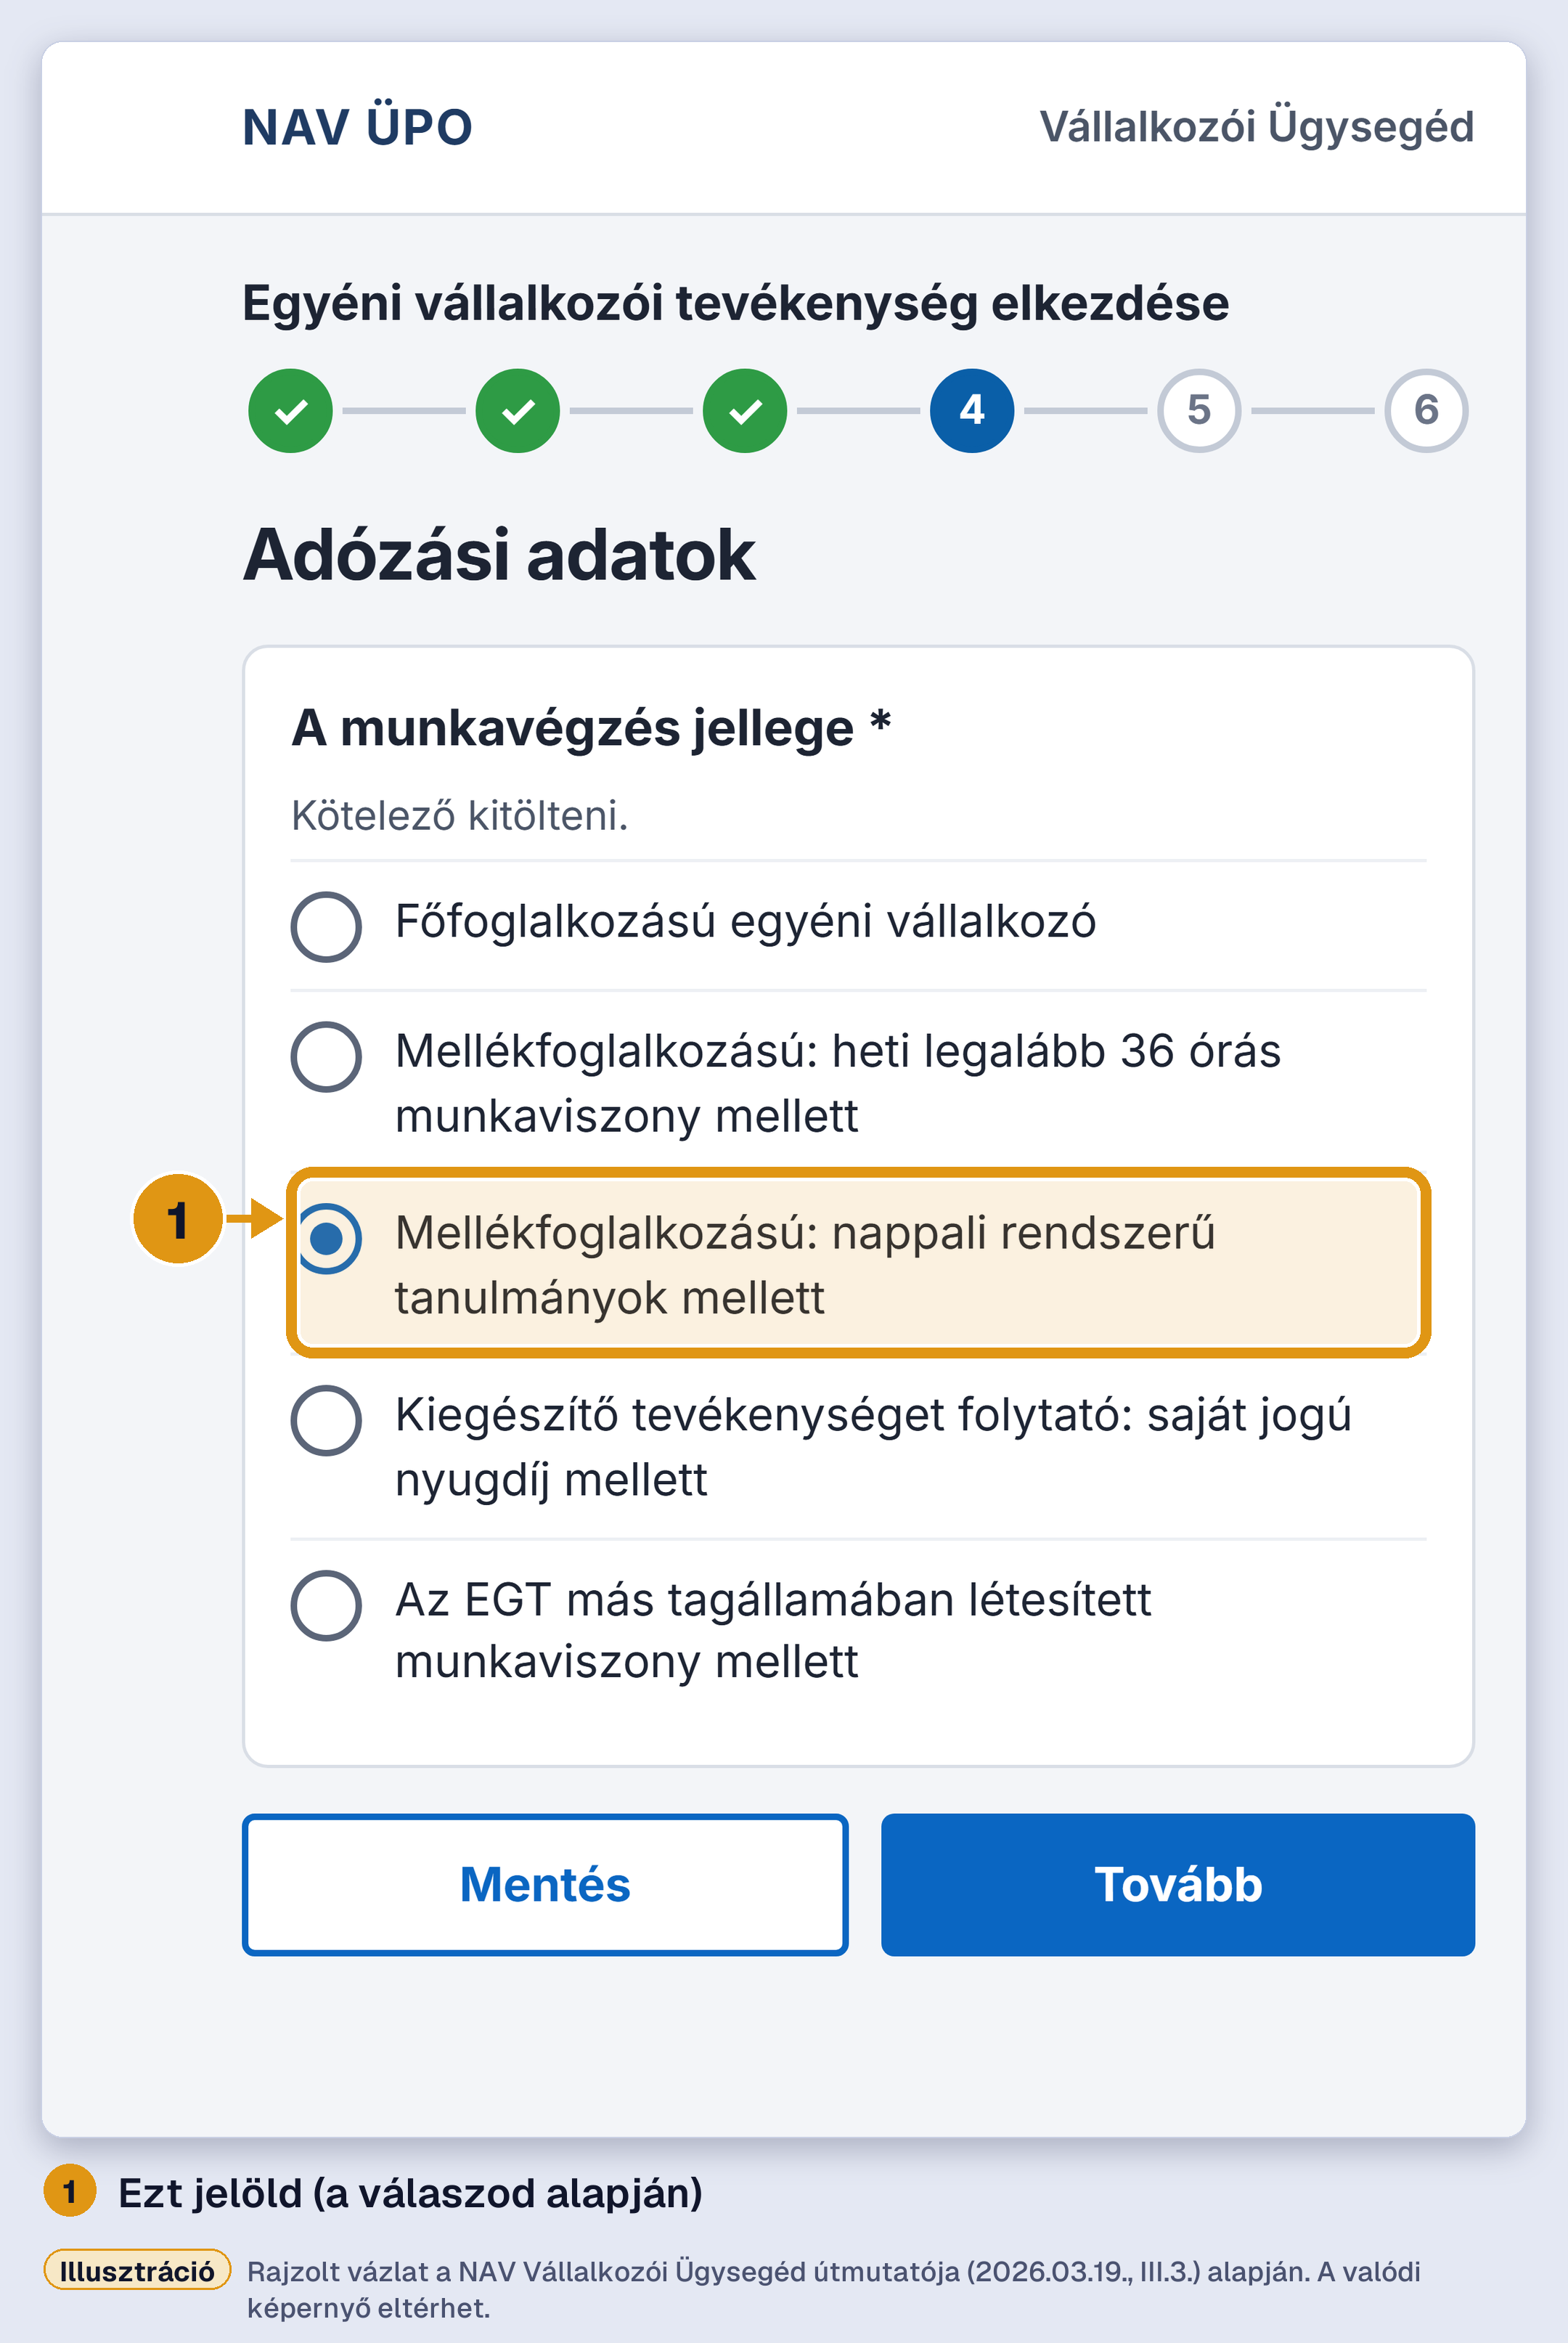 NAV ÜPO
Vállalkozói Ügysegéd
Egyéni vállalkozói tevékenység elkezdése
4 5 6
Adózási adatok
A munkavégzés jellege *
Kötelező kitölteni.
Főfoglalkozású egyéni vállalkozó
Mellékfoglalkozású: heti legalább 36 órás
munkaviszony mellett
1
Mellékfoglalkozású: nappali rendszerű
tanulmányok mellett
Kiegészítő tevékenységet folytató: saját jogú
nyugdíj mellett
Az EGT más tagállamában létesített
munkaviszony mellett
Mentés
Tovább
1 Ezt jelöld (a válaszod alapján)
Illusztráció Rajzolt vázlat a NAV Vállalkozói Ügysegéd útmutatója (2026.03.19., III.3.) alapján. A valódi
képernyő eltérhet.